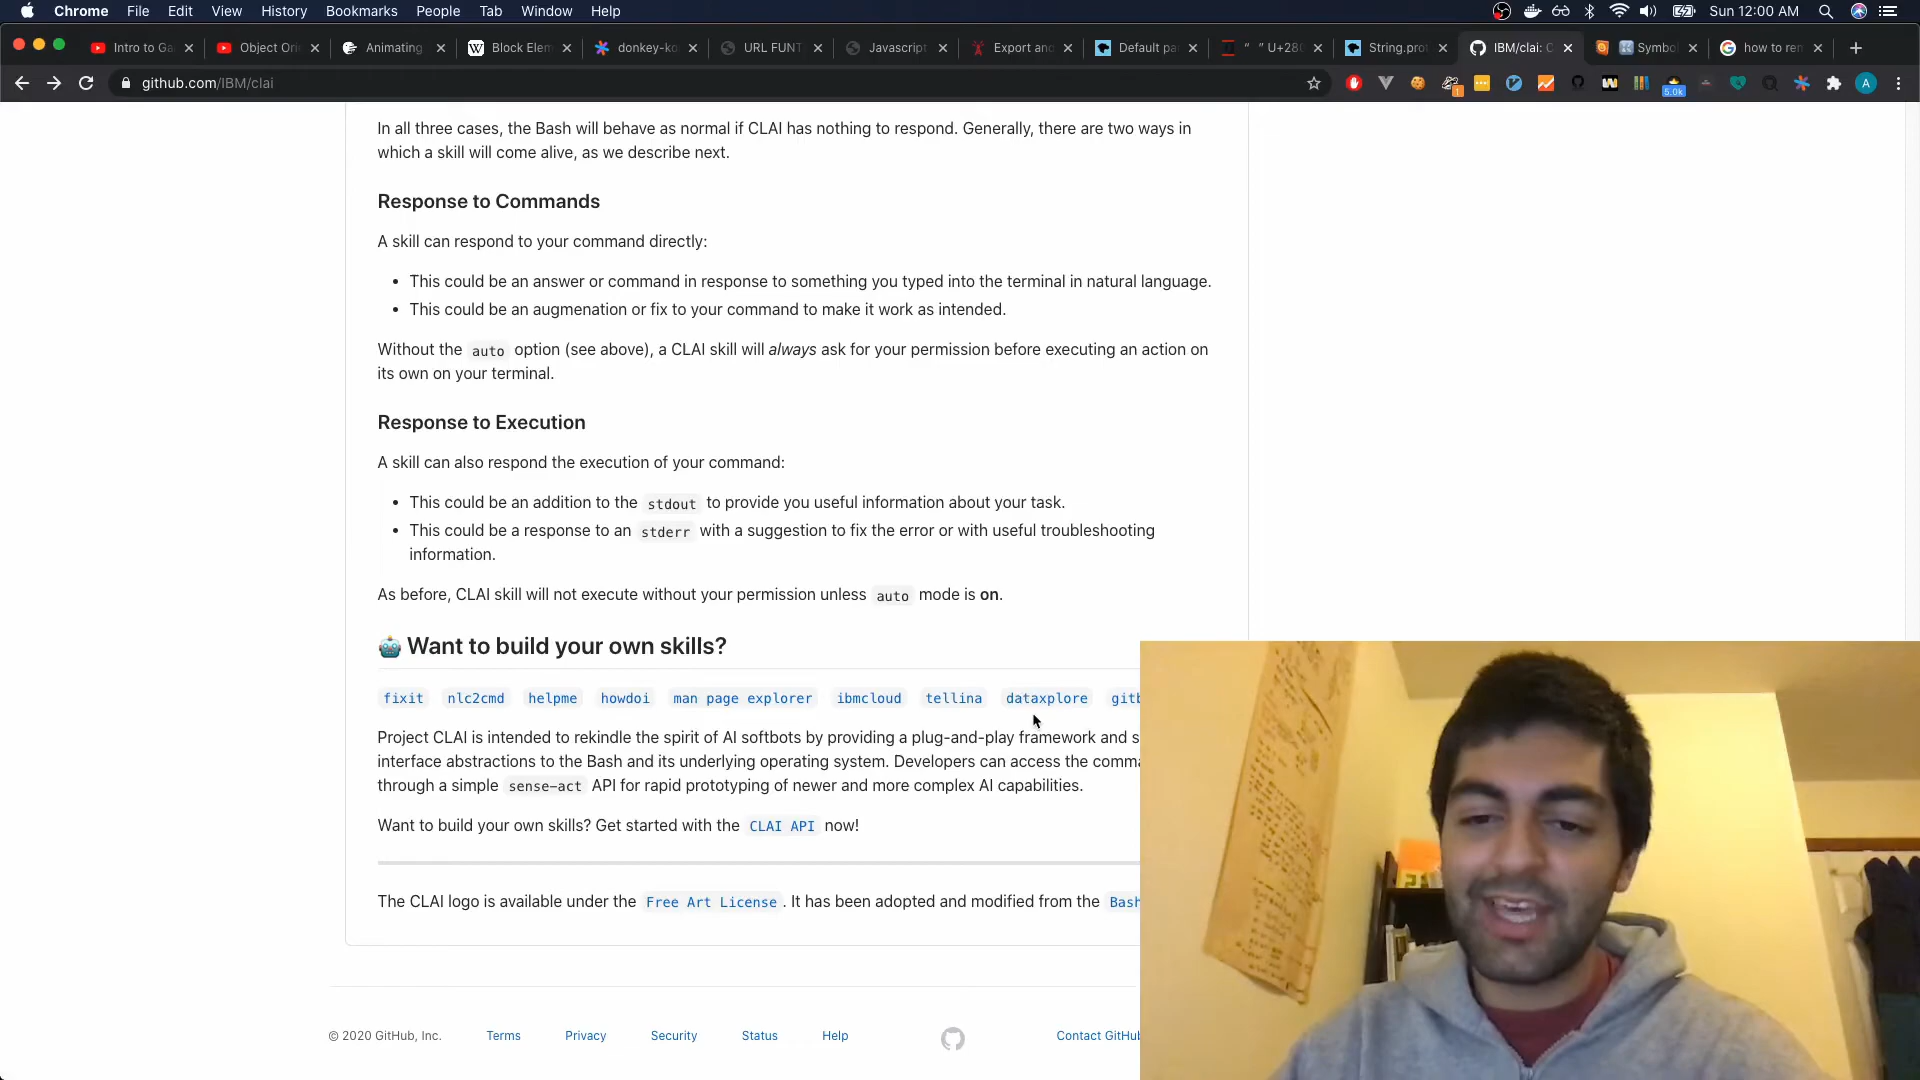 Chrome File Edit View History Bookmarks People Tab Window Help Sun 12:00 AM
Intro to Ga Object Ori Animating Block Elem donkey-ko URL FUNT Javascript Export and Default pa “ ” U+280 String.prot IBM/clai: C Symbol how to rem
github.com/IBM/clai 1 5.0k A
In all three cases, the Bash will behave as normal if CLAI has nothing to respond. Generally, there are two ways in
which a skill will come alive, as we describe next.
Response to Commands
A skill can respond to your command directly:
• This could be an answer or command in response to something you typed into the terminal in natural language.
• This could be an augmenation or fix to your command to make it work as intended.
Without the auto option (see above), a CLAI skill will always ask for your permission before executing an action on
its own on your terminal.
Response to Execution
A skill can also respond the execution of your command:
• This could be an addition to the stdout to provide you useful information about your task.
• This could be a response to an stderr with a suggestion to fix the error or with useful troubleshooting
information.
As before, CLAI skill will not execute without your permission unless auto mode is on.
Want to build your own skills?
fixit nlc2cmd helpme howdoi man page explorer ibmcloud tellina dataxplore gitb
Project CLAI is intended to rekindle the spirit of AI softbots by providing a plug-and-play framework and s
interface abstractions to the Bash and its underlying operating system. Developers can access the comma
through a simple sense-act API for rapid prototyping of newer and more complex AI capabilities.
Want to build your own skills? Get started with the CLAI API now!
The CLAI logo is available under the Free Art License. It has been adopted and modified from the Bash
© 2020 GitHub, Inc. Terms Privacy Security Status Help Contact GitHub